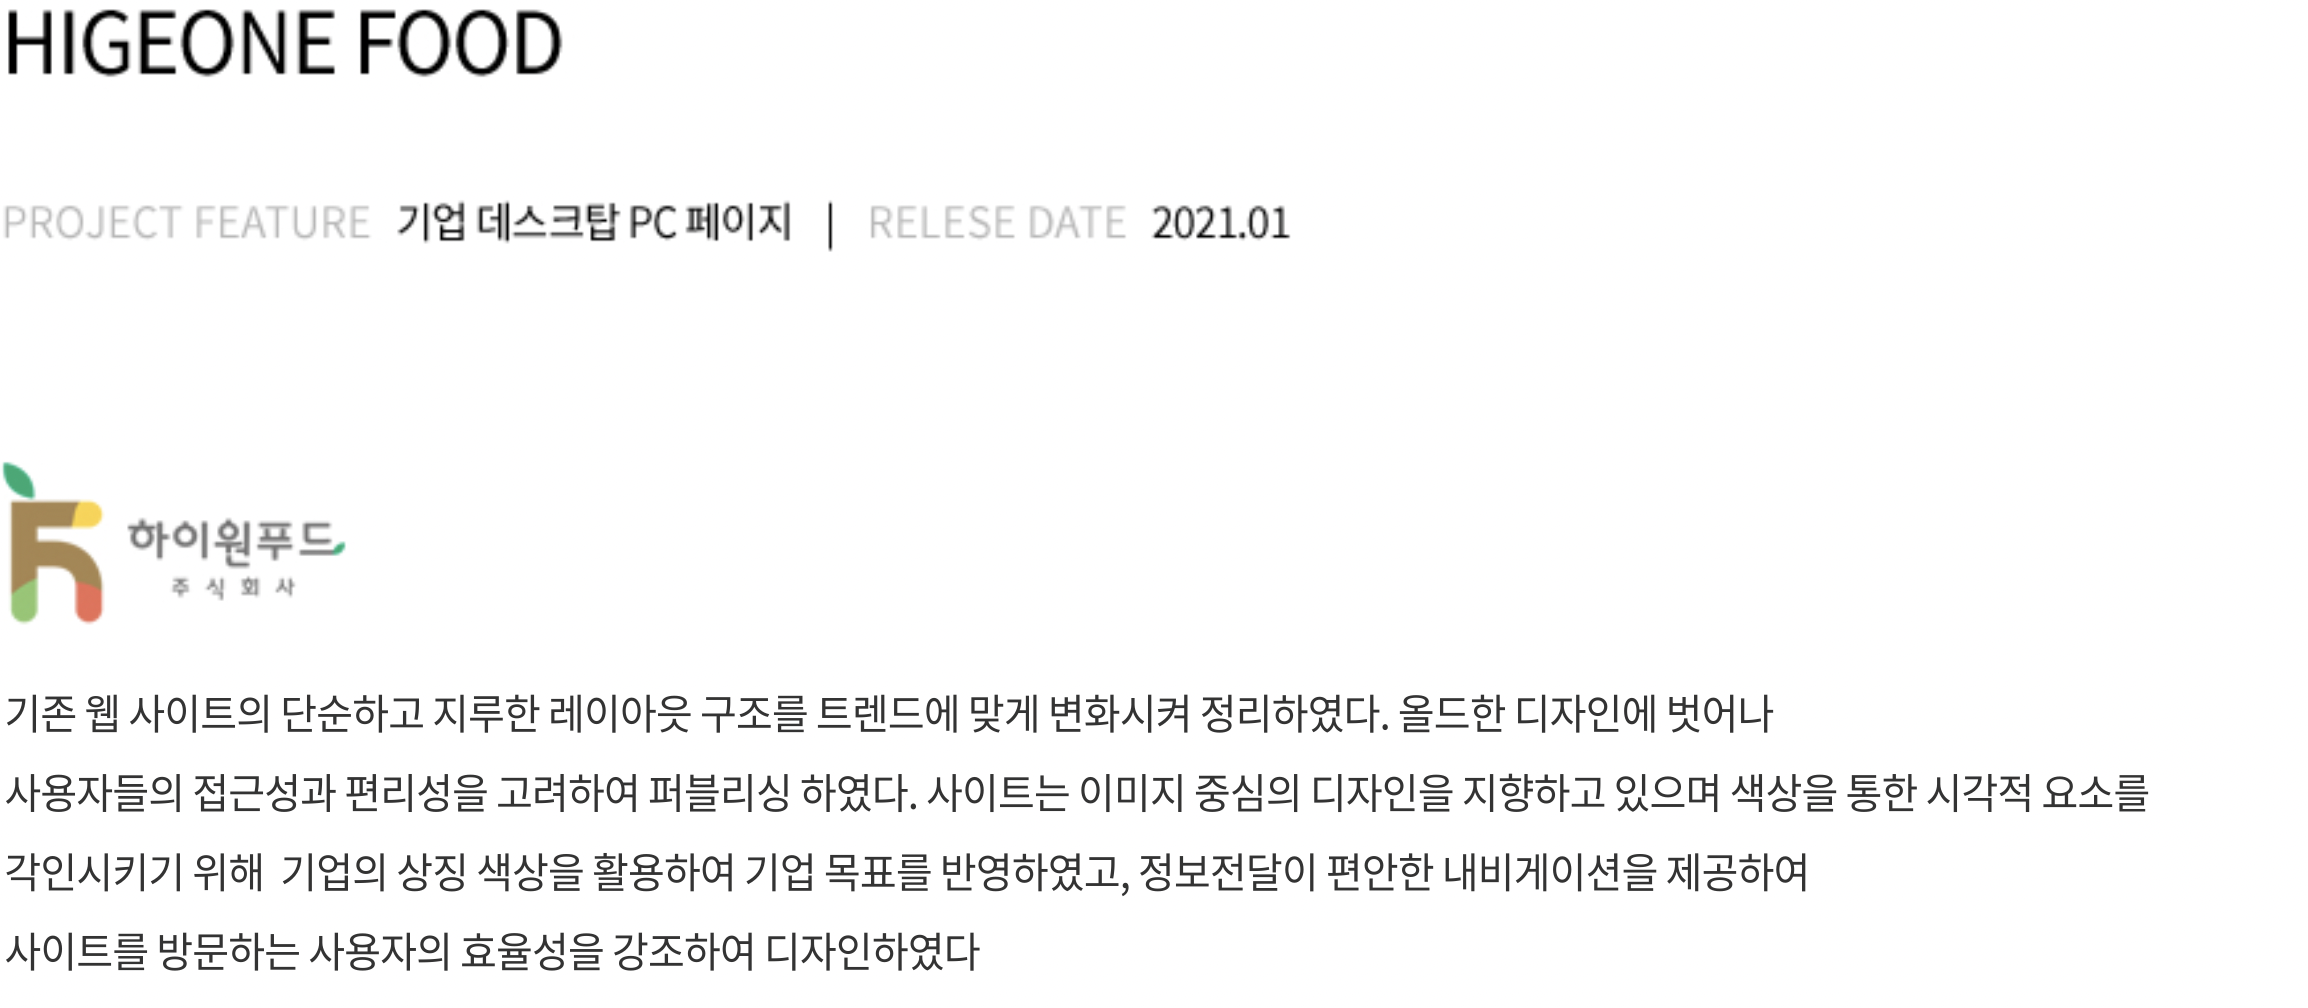 HIGEONE FOOD
PROJECT FEATURE 기업 데스크탑 PC 페이지 | RELESE DATE 2021.01
하이원푸드
주식회사
기존 웹 사이트의 단순하고 지루한 레이아웃 구조를 트렌드에 맞게 변화시켜 정리하였다. 올드한 디자인에 벗어나
사용자들의 접근성과 편리성을 고려하여 퍼블리싱 하였다. 사이트는 이미지 중심의 디자인을 지향하고 있으며 색상을 통한 시각적 요소를
각인시키기 위해 기업의 상징 색상을 활용하여 기업 목표를 반영하였고, 정보전달이 편안한 내비게이션을 제공하여
사이트를 방문하는 사용자의 효율성을 강조하여 디자인하였다